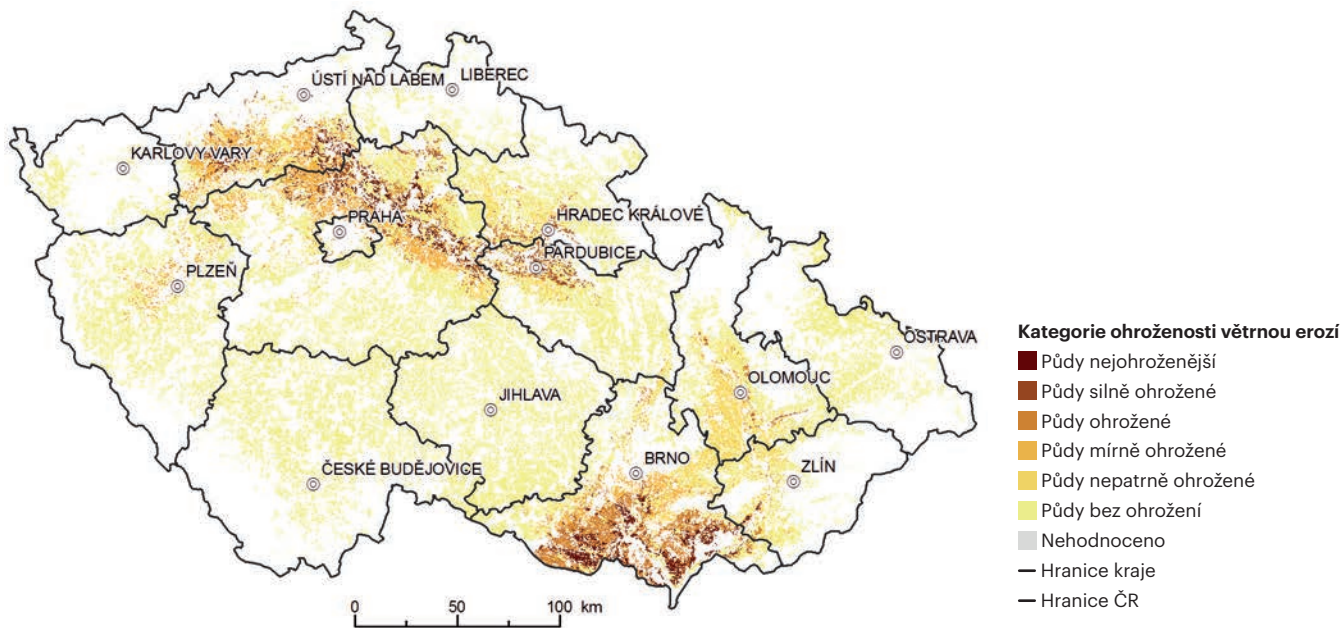 ÚSTÍ NAD LABEM
LIBEREC
KARLOVY VARY
PRAHA
HRADEC KRÁLOVÉ
PARDUBICE
PLZEŇ
OSTRAVA
OLOMOUC
JIHLAVA
BRNO
ZLÍN
ČESKÉ BUDĚJOVICE
0 50 100 km
Kategorie ohroženosti větrnou erozí
Půdy nejohroženější
Půdy silně ohrožené
Půdy ohrožené
Půdy mírně ohrožené
Půdy nepatrně ohrožené
Půdy bez ohrožení
Nehodnoceno
Hranice kraje
Hranice ČR